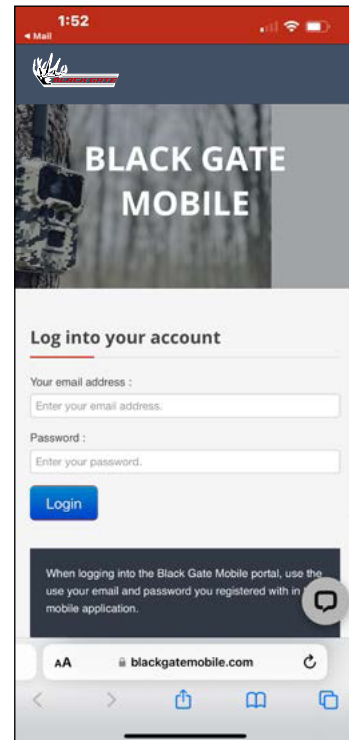 1:52
Mail
BLACK GATE
BLACK GATE
MOBILE
Log into your account
Your email address :
Enter your email address.
Password :
Enter your password.
Login
When logging into the Black Gate Mobile portal, use the
use your email and password you registered with in
mobile application.
AA
blackgatemobile.com